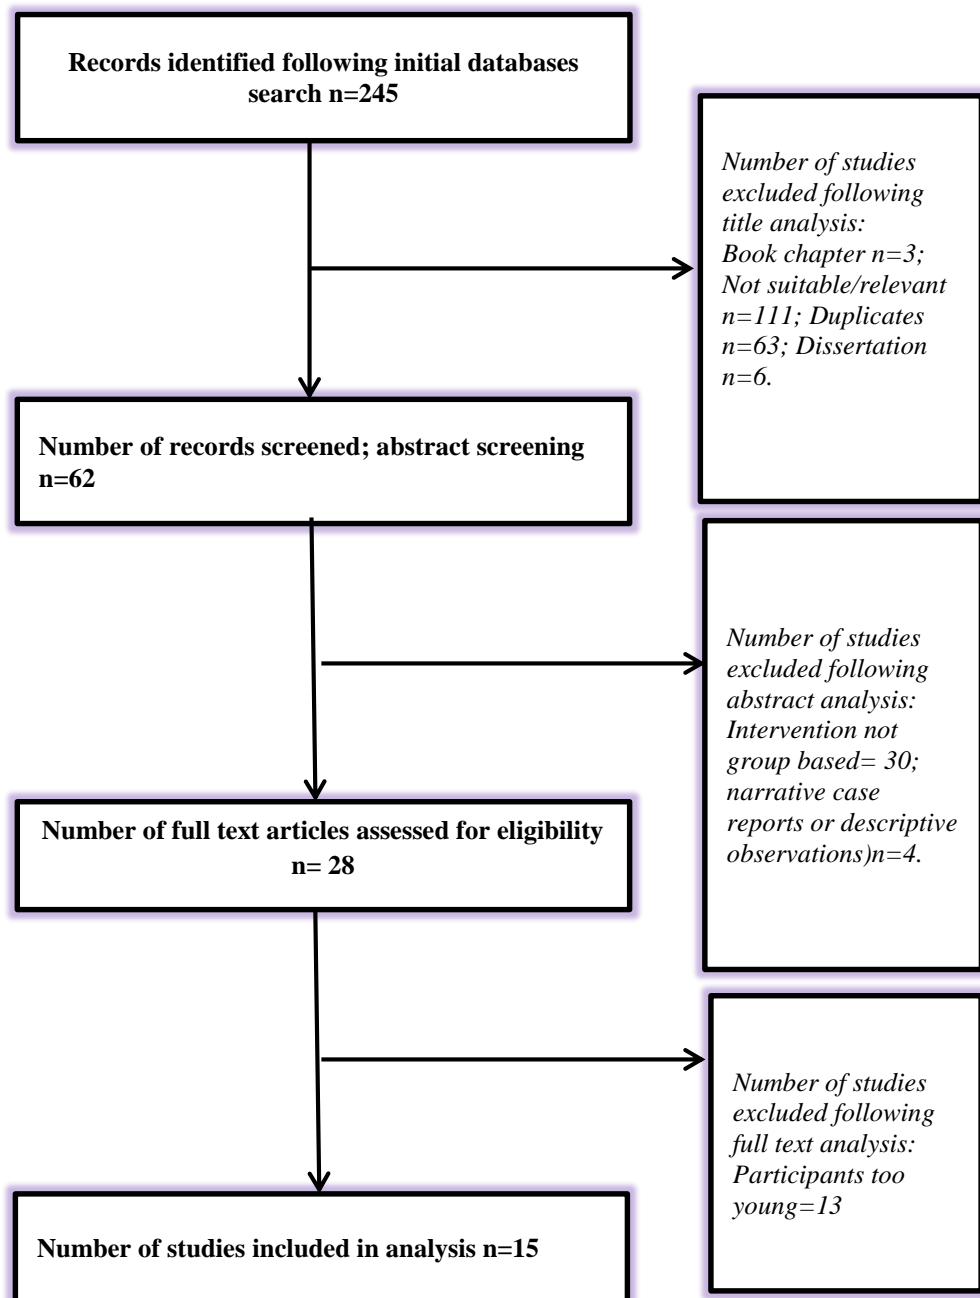 Records identified following initial databases
search n=245
Number of studies
excluded following
title analysis:
Book chapter n=3;
Not suitable/relevant
n=111; Duplicates
n=63; Dissertation
n=6.
Number of records screened; abstract screening
n=62
Number of studies
excluded following
abstract analysis:
Intervention not
group based= 30;
narrative case
reports or descriptive
observations)n=4.
Number of full text articles assessed for eligibility
n= 28
Number of studies
excluded following
full text analysis:
Participants too
young=13
Number of studies included in analysis n=15